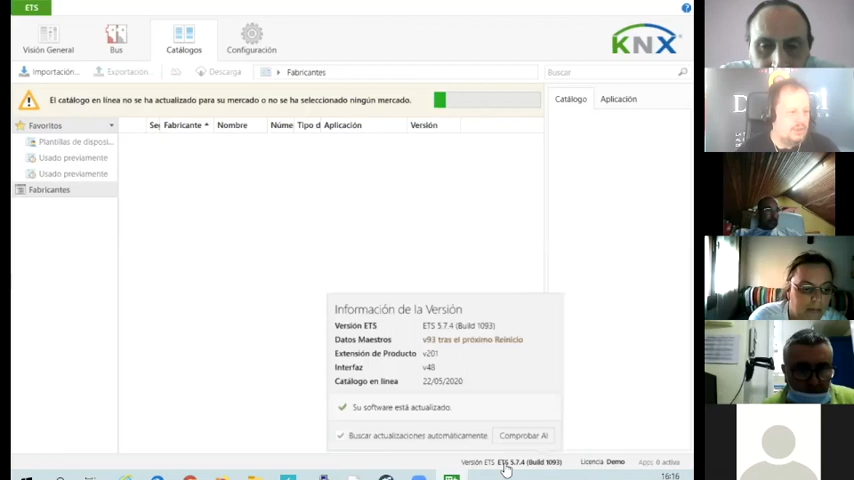 ETS
Visión General
Bus
Catálogos
Configuración
KNX
Importación...
Exportación...
Descarga
Fabricantes
Buscar
El catálogo en línea no se ha actualizado para su mercado o no se ha seleccionado ningún mercado.
Catálogo
Aplicación
Favoritos
Fabricante
Nombre
Núme
Tipo d
Aplicación
Versión
Plantillas de disposi...
Usado previamente
Usado previamente
Fabricantes
Información de la Versión
Versión ETS ETS 5.7.4 (Build 1093)
Datos Maestros v93 tras el próximo Reinicio
Extensión de Producto v201
Interfaz v48
Catálogo en línea 22/05/2020
Su software está actualizado.
Buscar actualizaciones automáticamente
Comprobar
Versión ETS ETS 5.7.4 (Build 1093)
Licencia Demo
Apps 0 activa
16:16